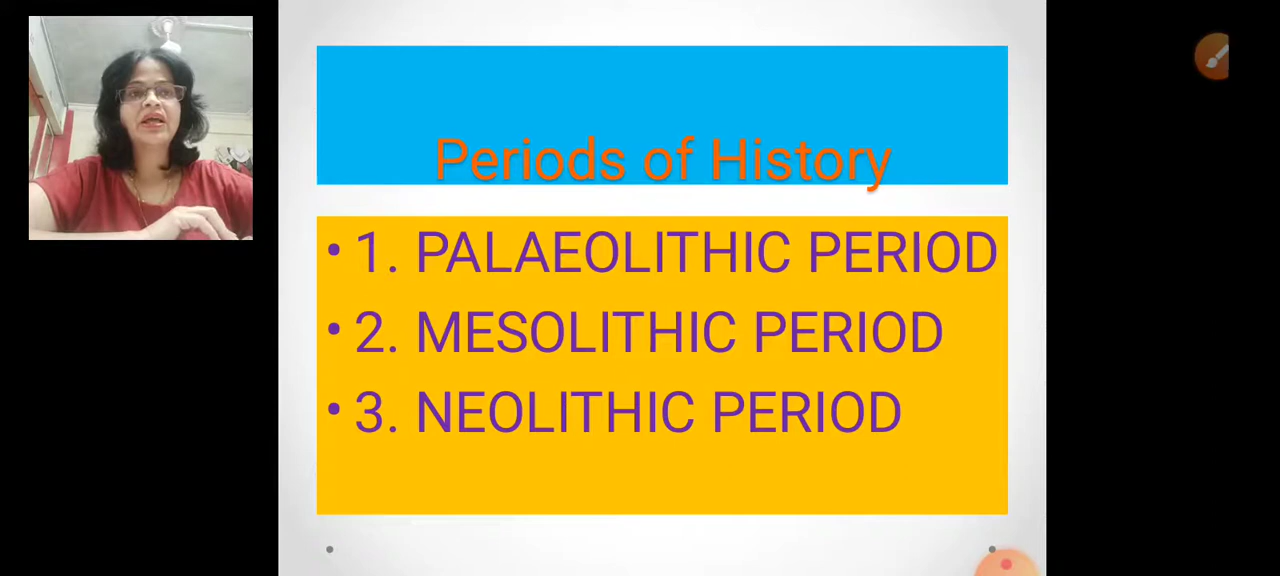 Periods of History
• 1. PALAEOLITHIC PERIOD
• 2. MESOLITHIC PERIOD
• 3. NEOLITHIC PERIOD